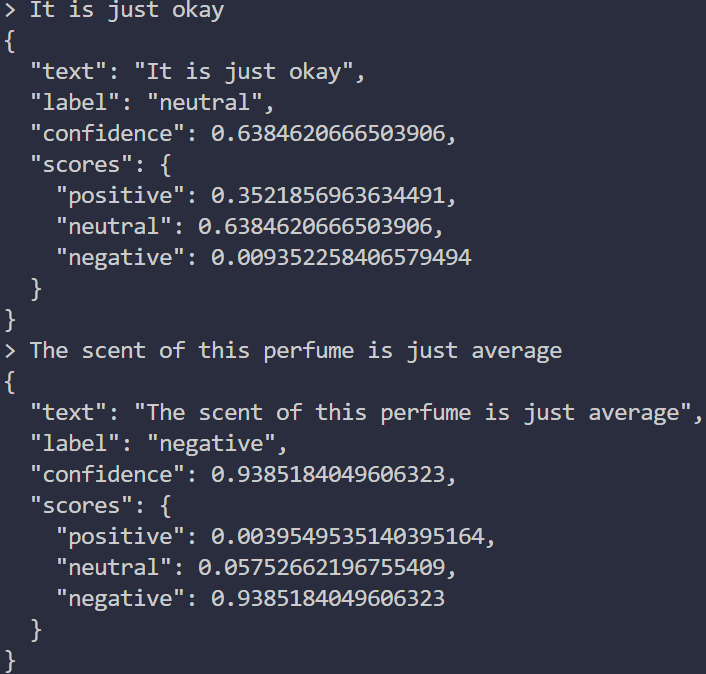 > It is just okay
{
  "text": "It is just okay",
  "label": "neutral",
  "confidence": 0.6384620666503906,
  "scores": {
    "positive": 0.3521856963634491,
    "neutral": 0.6384620666503906,
    "negative": 0.009352258406579494
  }
}
> The scent of this perfume is just average
{
  "text": "The scent of this perfume is just average",
  "label": "negative",
  "confidence": 0.9385184049606323,
  "scores": {
    "positive": 0.0039549535140395164,
    "neutral": 0.05752662196755409,
    "negative": 0.9385184049606323
  }
}